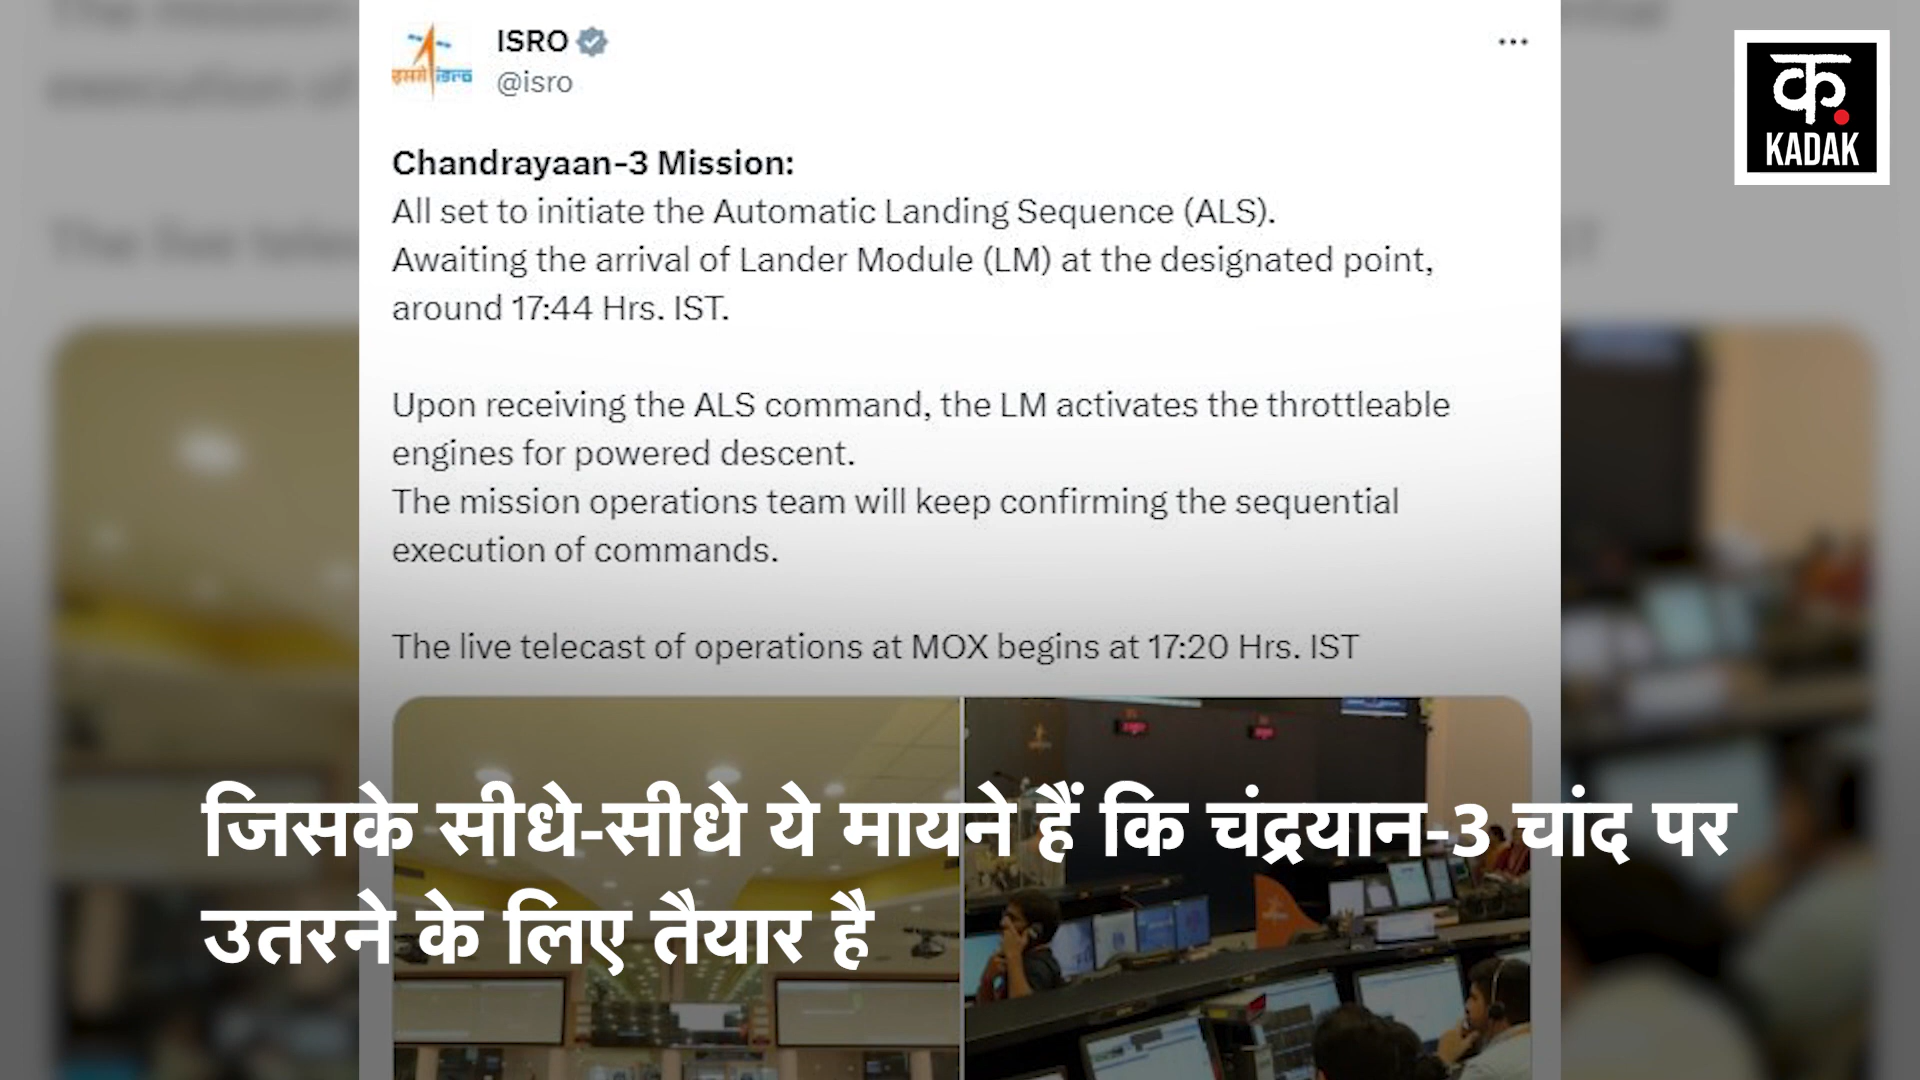 ISRO
@isro
इसरो isro
क
KADAK
Chandrayaan-3 Mission:
All set to initiate the Automatic Landing Sequence (ALS).
Awaiting the arrival of Lander Module (LM) at the designated point,
around 17:44 Hrs. IST.
Upon receiving the ALS command, the LM activates the throttleable
engines for powered descent.
The mission operations team will keep confirming the sequential
execution of commands.
The live telecast of operations at MOX begins at 17:20 Hrs. IST
जिसके सीधे-सीधे ये मायने हैं कि चंद्रयान-3 चांद पर
उतरने के लिए तैयार है